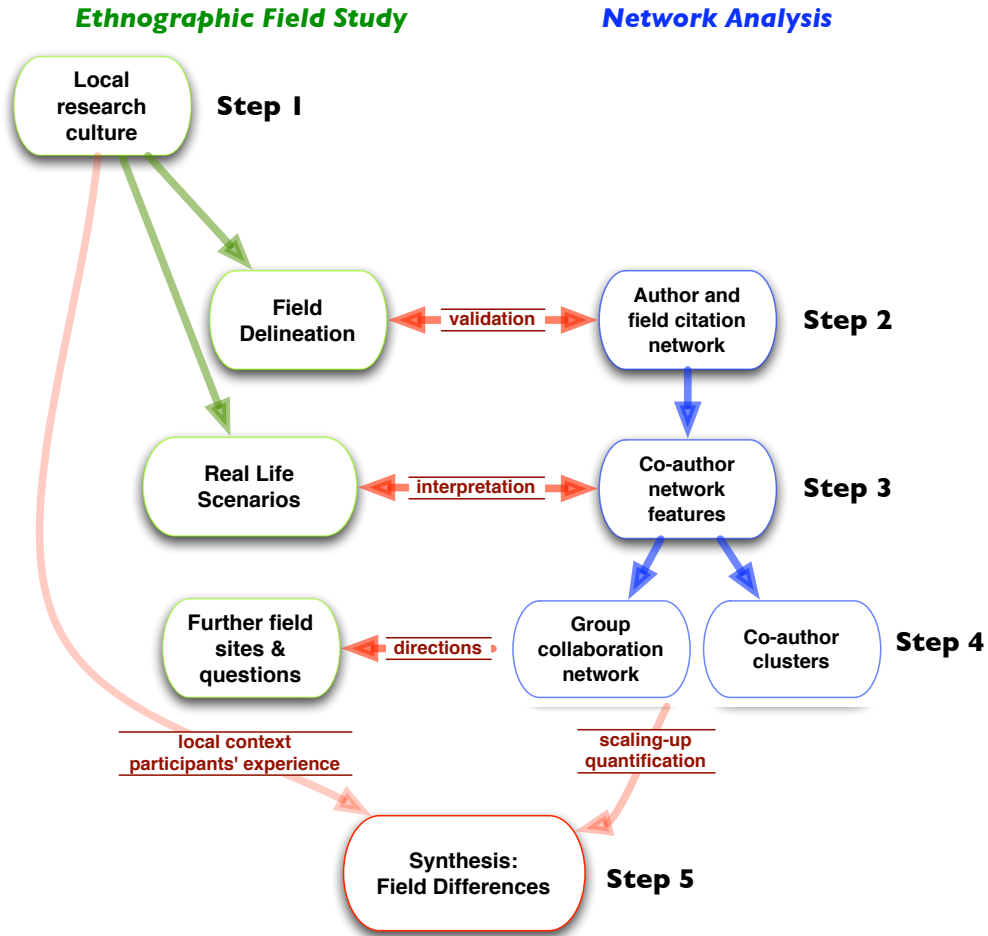 Ethnographic Field Study
Network Analysis
Local
research
culture
Step 1
Field
Delineation
validation
Author and
field citation
network
Step 2
Real Life
Scenarios
interpretation
Co-author
network
features
Step 3
Further field
sites &
questions
directions
Group
collaboration
network
Co-author
clusters
Step 4
local context
participants' experience
scaling-up
quantification
Synthesis:
Field Differences
Step 5